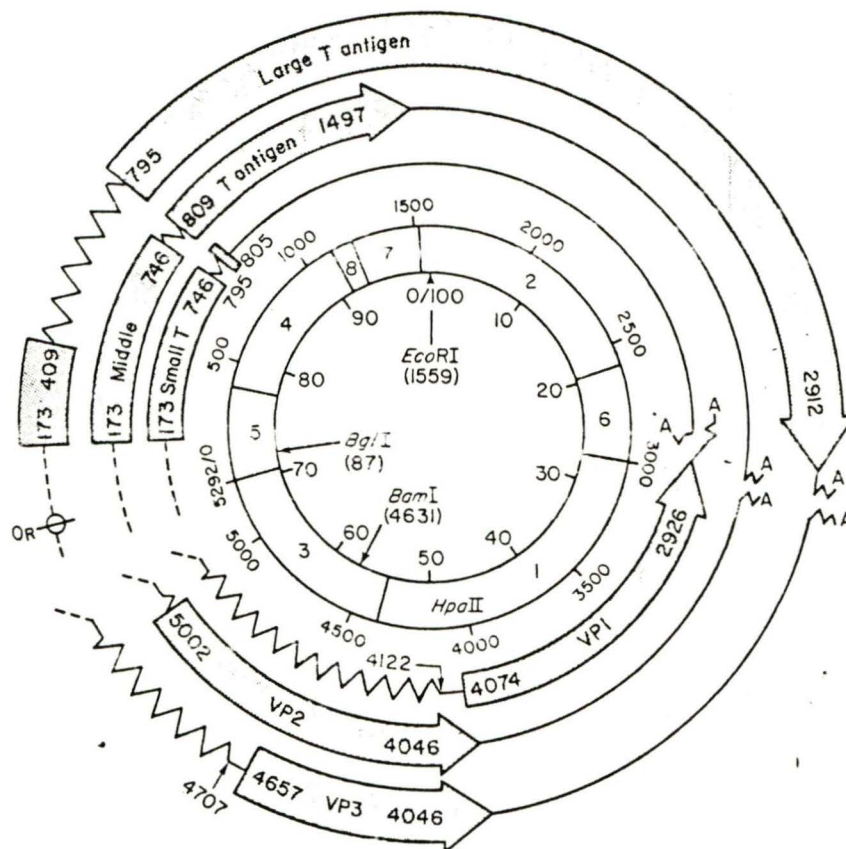 Large T antigen
795
809 T antigen 1497
746
746
795
805
173 409
173 Middle
173 Small T
2912
500
1000
1500
2000
2500
3000
3500
4000
4500
5000
5292/0
1
2
3
4
5
6
7
8
0/100
10
20
30
40
50
60
70
80
90
EcoRI
(1559)
BglI
(87)
BamI
(4631)
HpaII
OR
A
A
A
A
A
A
2926
VP1
4074
4122
5002
VP2
4046
4707
4657
VP3
4046